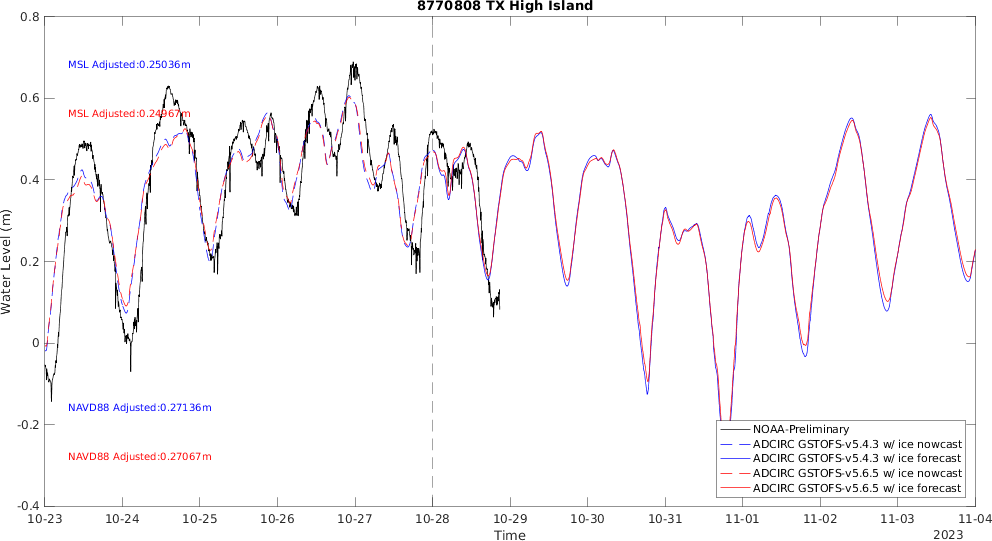 8770808 TX High Island
0.8
0.6
0.4
0.2
0
-0.2
-0.4
Water Level (m)
MSL Adjusted:0.25036m
MSL Adjusted:0.24967m
NAVD88 Adjusted:0.27136m
NAVD88 Adjusted:0.27067m
NOAA-Preliminary
ADCIRC GSTOFS-v5.4.3 w/ ice nowcast
ADCIRC GSTOFS-v5.4.3 w/ ice forecast
ADCIRC GSTOFS-v5.6.5 w/ ice nowcast
ADCIRC GSTOFS-v5.6.5 w/ ice forecast
10-23 10-24 10-25 10-26 10-27 10-28 10-29 10-30 10-31 11-01 11-02 11-03 11-04
Time
2023